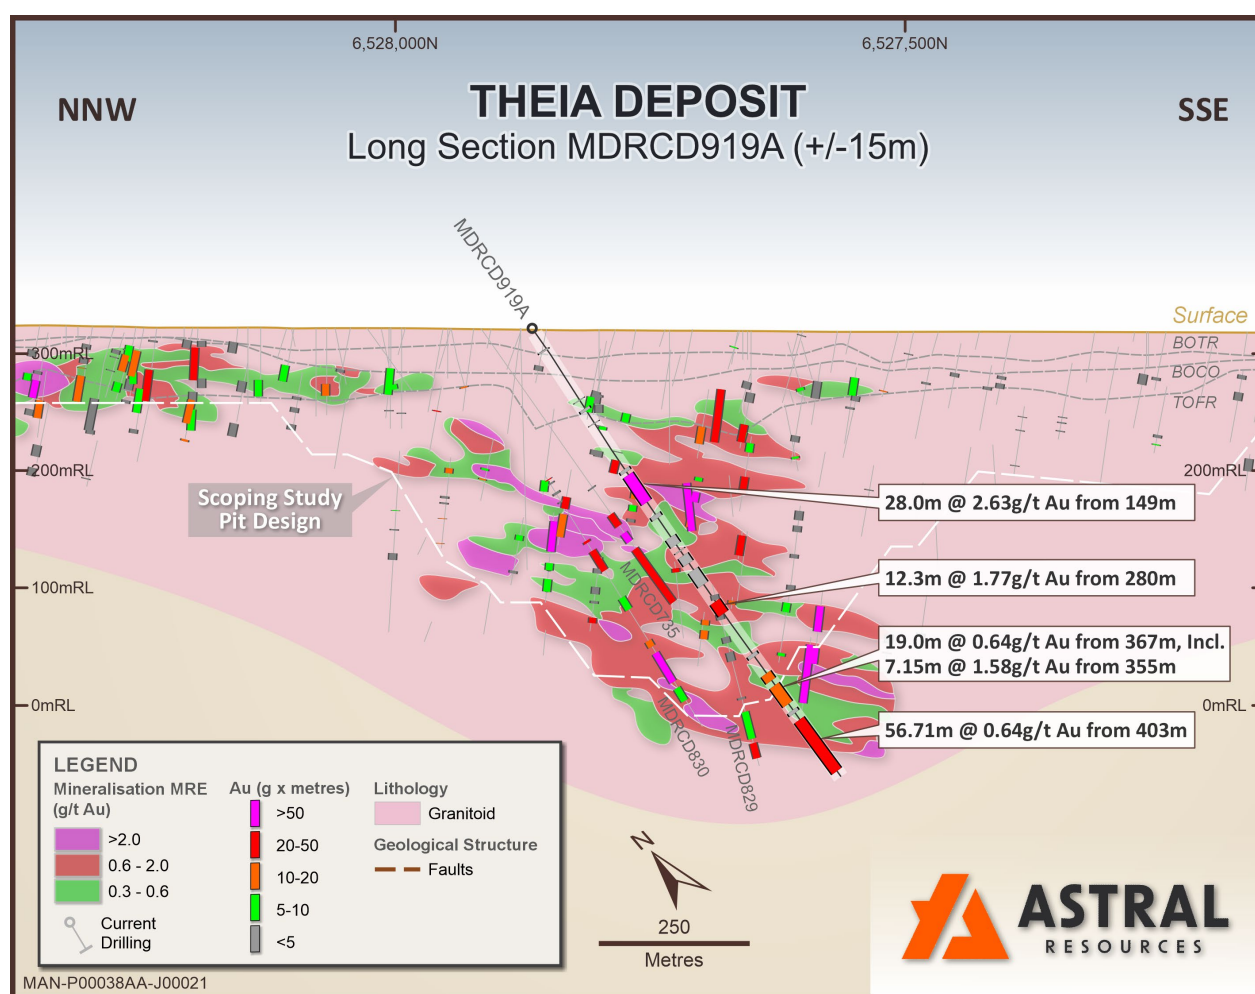 6,528,000N
6,527,500N
NNW
THEIA DEPOSIT
SSE
Long Section MDRCD919A (+/-15m)
MDRCD919A
Surface
BOTR
300mRL
BOCO
TOFR
200mRL
200mRL
Scoping Study
Pit Design
28.0m @ 2.63g/t Au from 149m
100mRL
12.3m @ 1.77g/t Au from 280m
MDRCD735
19.0m @ 0.64g/t Au from 367m, Incl.
7.15m @ 1.58g/t Au from 355m
0mRL
0mRL
56.71m @ 0.64g/t Au from 403m
MDRCD830
MDRCD829
LEGEND
Mineralisation MRE
(g/t Au)
>2.0
0.6 - 2.0
0.3 - 0.6
Current
Drilling
Au (g x metres)
>50
20-50
10-20
5-10
<5
Lithology
Granitoid
Geological Structure
Faults
N
250
Metres
ASTRAL
RESOURCES
MAN-P00038AA-J00021